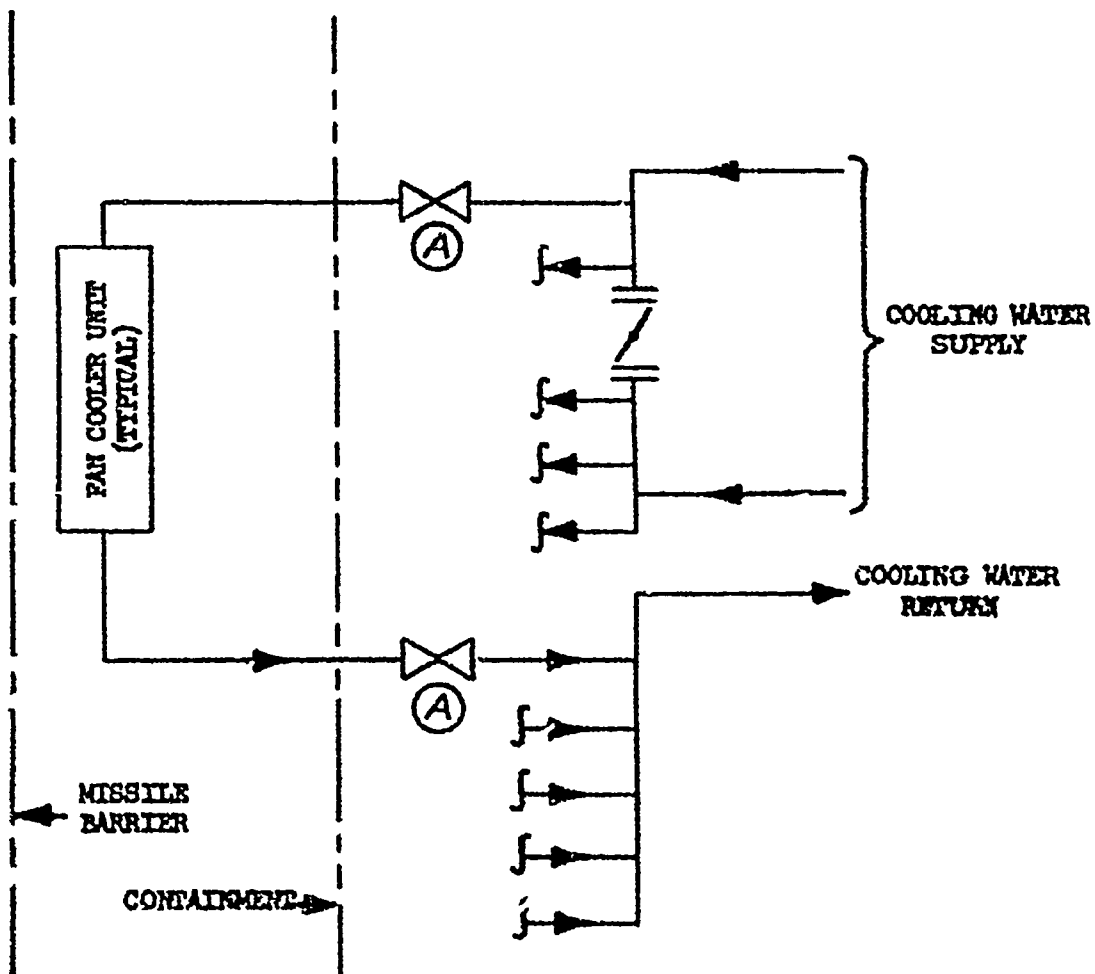 A
COOLING WATER
SUPPLY
FAN COOLER UNIT
(TYPICAL)
COOLING WATER
RETURN
A
MISSILE
BARRIER
CONTAINMENT